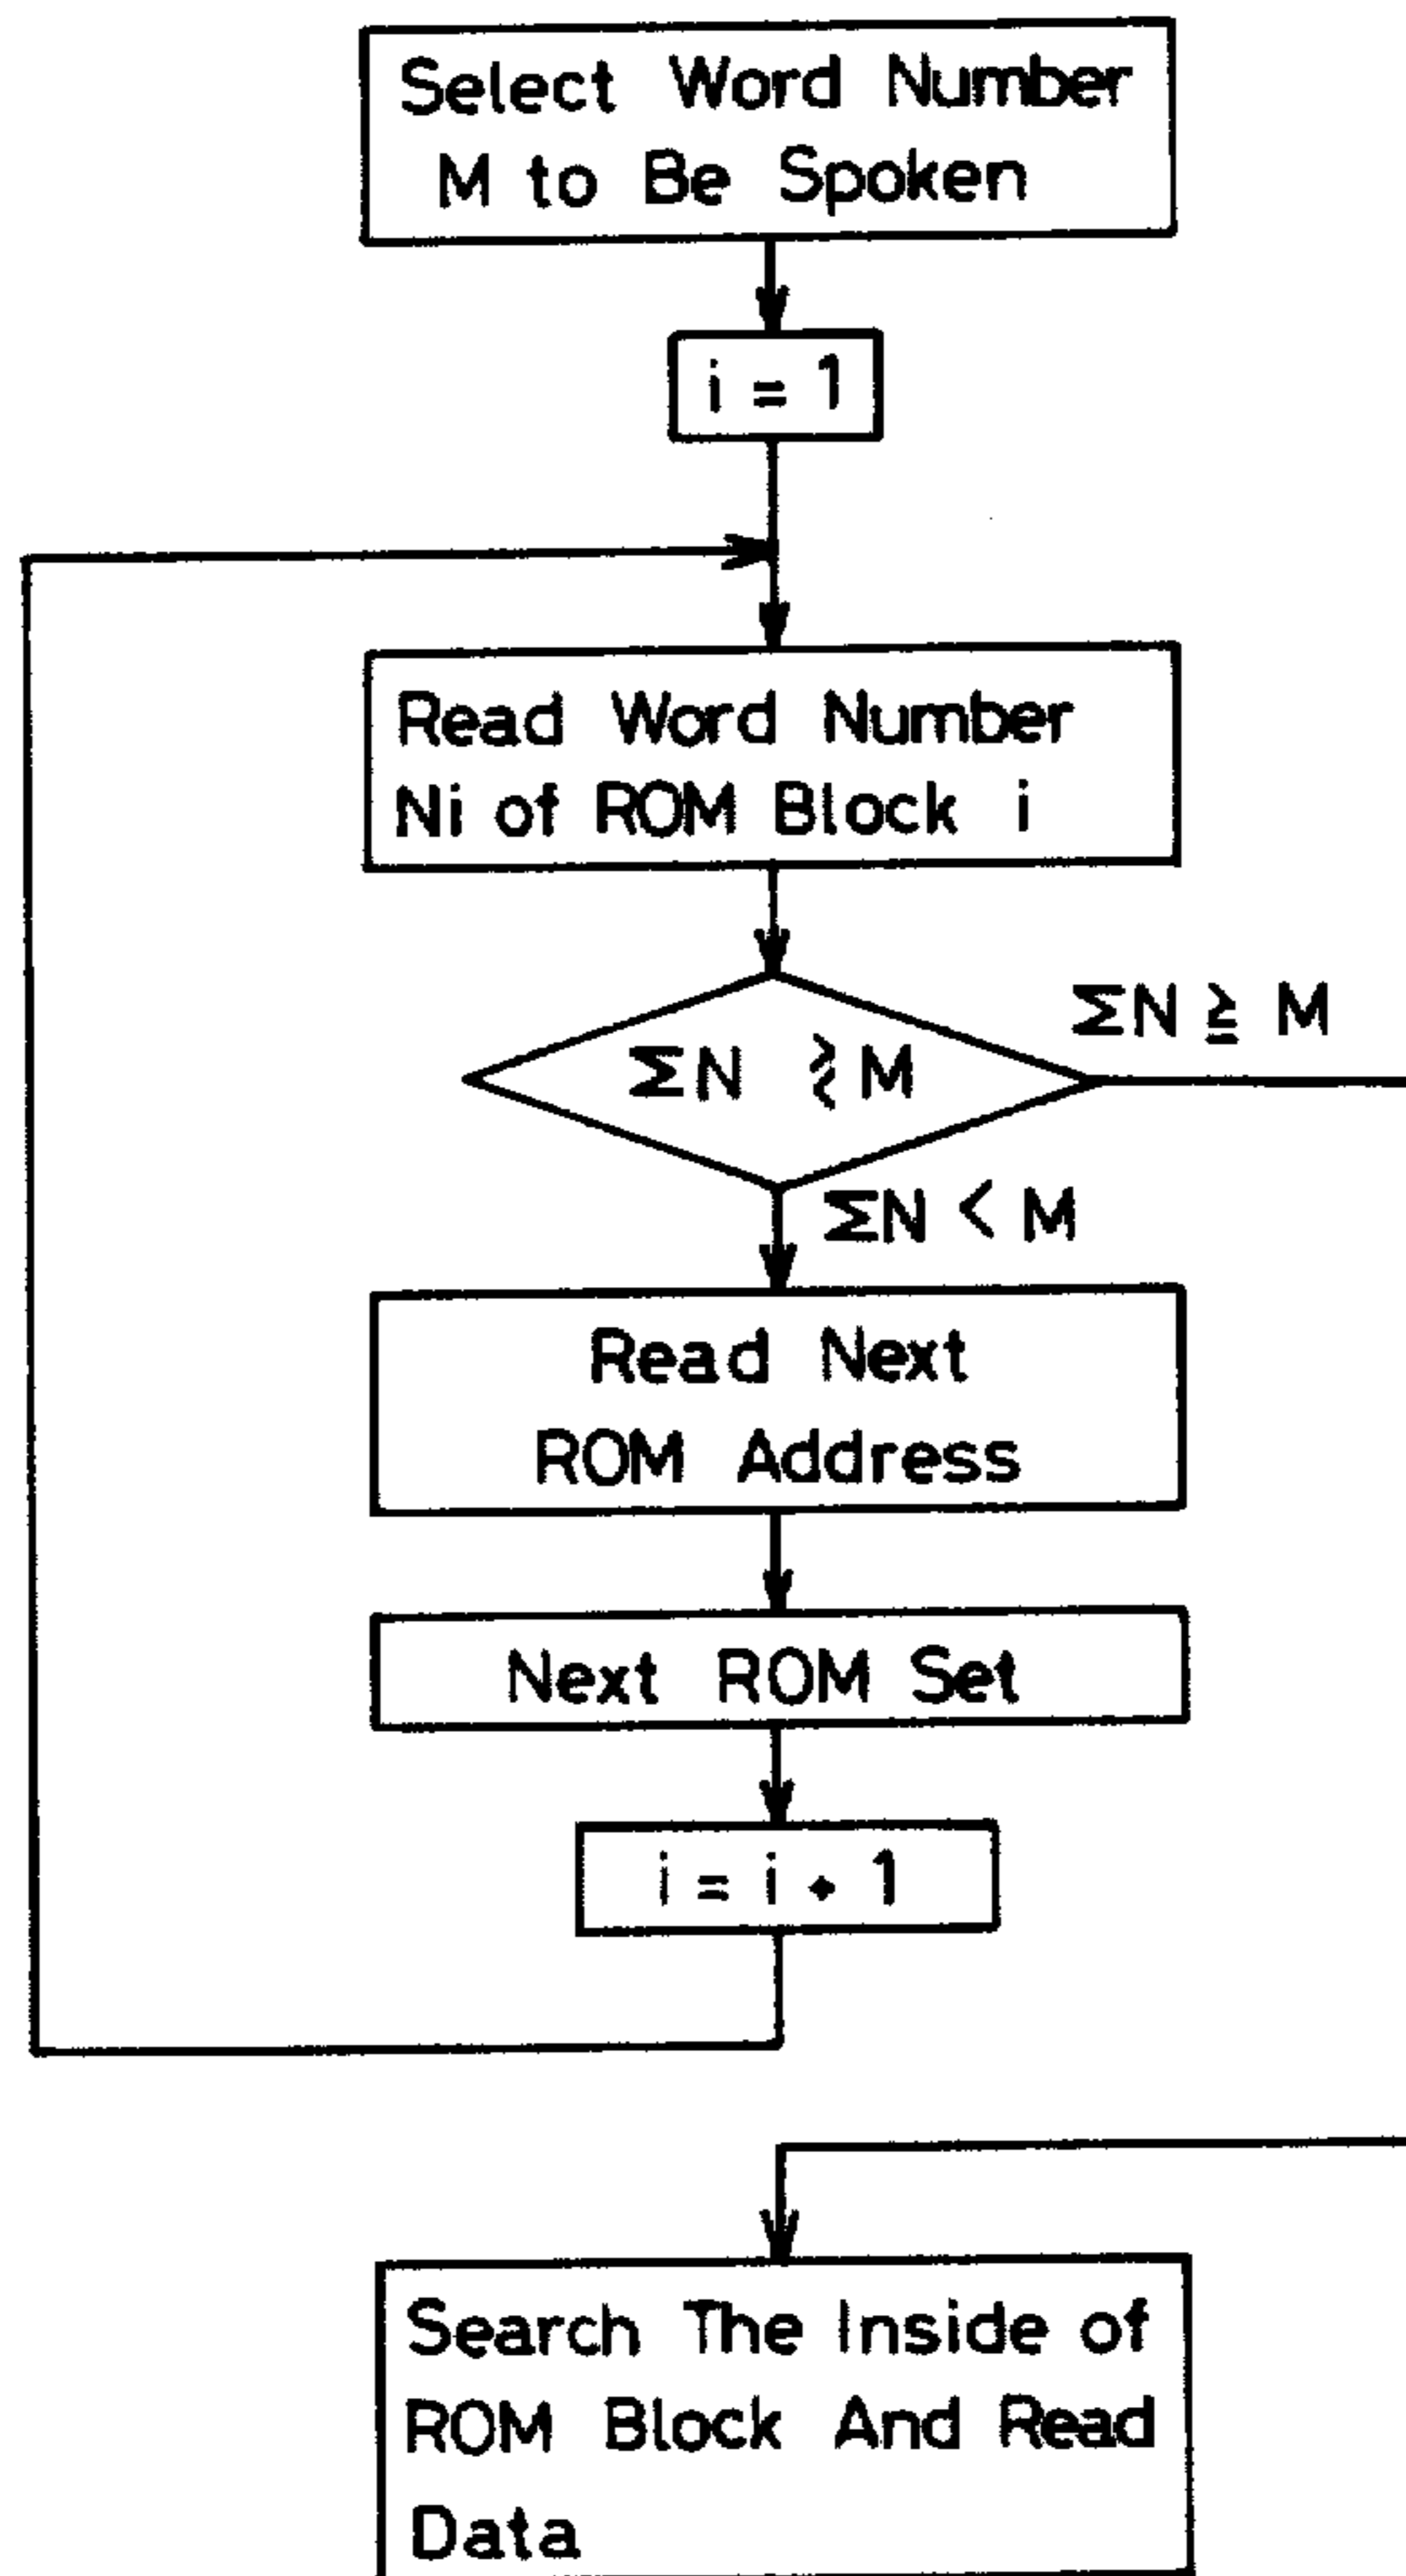 Select Word Number
M to Be Spoken
i = 1
Read Word Number
Ni of ROM Block i
ΣN ≧ M
ΣN ≷ M
ΣN < M
Read Next
ROM Address
Next ROM Set
i = i + 1
Search The Inside of
ROM Block And Read
Data